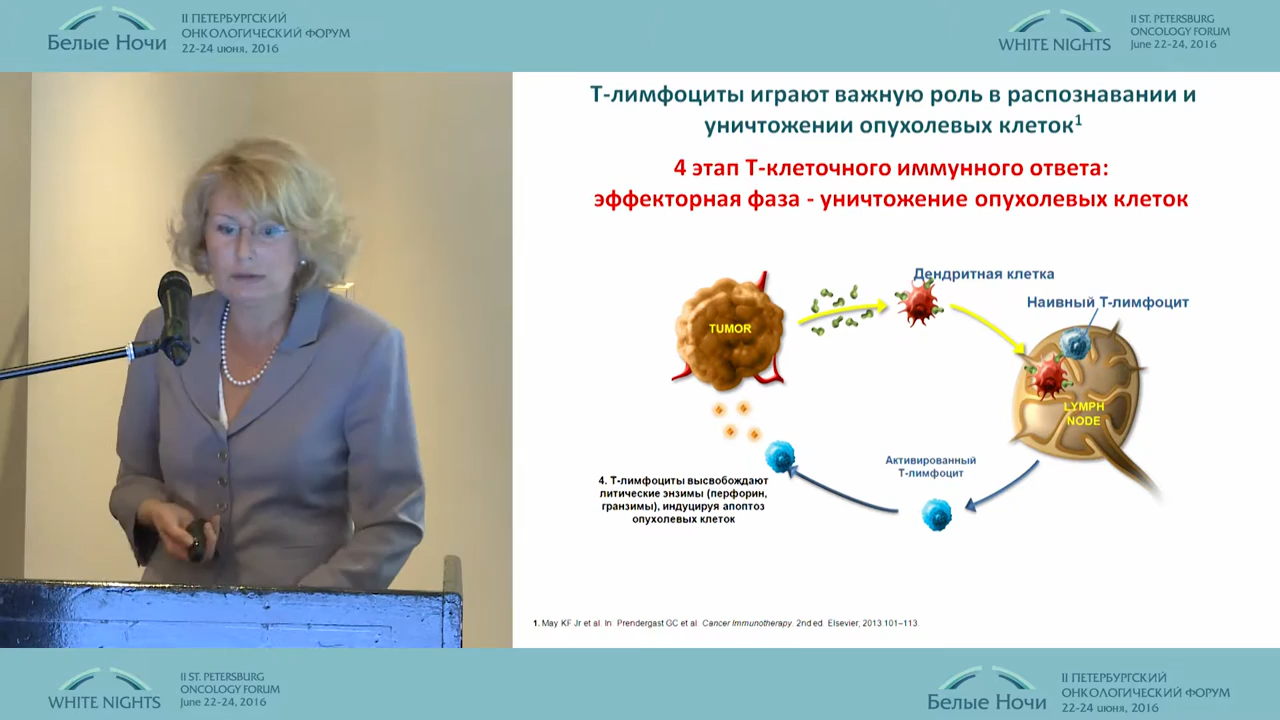 II ПЕТЕРБУРГСКИЙ
ОНКОЛОГИЧЕСКИЙ ФОРУМ
Белые Ночи
22-24 июня, 2016
II ST. PETERSBURG
ONCOLOGY FORUM
WHITE NIGHTS
June 22-24, 2016
Т-лимфоциты играют важную роль в распознавании и
уничтожении опухолевых клеток¹
4 этап Т-клеточного иммунного ответа:
эффекторная фаза - уничтожение опухолевых клеток
Дендритная клетка
Наивный Т-лимфоцит
TUMOR
LYMPH
NODE
Активированный
Т-лимфоцит
4. Т-лимфоциты высвобождают
литические энзимы (перфорин,
гранзимы), индуцируя апоптоз
опухолевых клеток
1. May KF Jr et al. In: Prendergast GC et al. Cancer Immunotherapy. 2nd ed. Elsevier; 2013:101–113.
II ST. PETERSBURG
ONCOLOGY FORUM
WHITE NIGHTS
June 22-24, 2016
II ПЕТЕРБУРГСКИЙ
ОНКОЛОГИЧЕСКИЙ ФОРУМ
Белые Ночи
22-24 июня, 2016